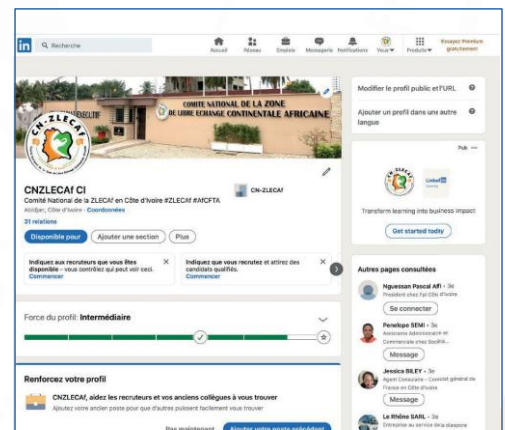 in Recherche
Accueil Réseau Emplois Messagerie Notifications Vous Produits Essayez Premium
gratuitement
COMITE NATIONAL DE LA ZONE
DE LIBRE ECHANGE CONTINENTALE AFRICAINE
CN-ZLECAF
CNZLECAf CI
CN-ZLECAf
Comité National de la ZLECAf en Côte d'Ivoire #ZLECAf #AfCFTA
Abidjan, Côte d'Ivoire · Coordonnées
31 relations
Disponible pour Ajouter une section Plus
Indiquez aux recruteurs que vous êtes
disponible – vous contrôlez qui peut voir ceci.
Commencer
Indiquez que vous recrutez et attirez des
candidats qualifiés.
Commencer
Force du profil: Intermédiaire
Renforcez votre profil
CNZLECAf, aidez les recruteurs et vos anciens collègues à vous trouver
Ajoutez votre ancien poste pour que d'autres puissent facilement vous trouver
Pas maintenant Ajouter votre poste précédent
Modifier le profil public et l'URL
Ajouter un profil dans une autre
langue
Pub
Linked in
Transform learning into business impact
Get started today
Autres pages consultées
Nguessan Pascal Affi • 3e
Président chez Fpi Côte d'Ivoire
Se connecter
Penelope SEMI • 3e
Assistante Administrative et
Commerciale chez
Message
Jessica BILEY • 3e
Agent Consulaire - Consulat général de
France en Côte d'Ivoire
Message
Le Rhône SARL • 3e
Entreprise au service de la diaspora